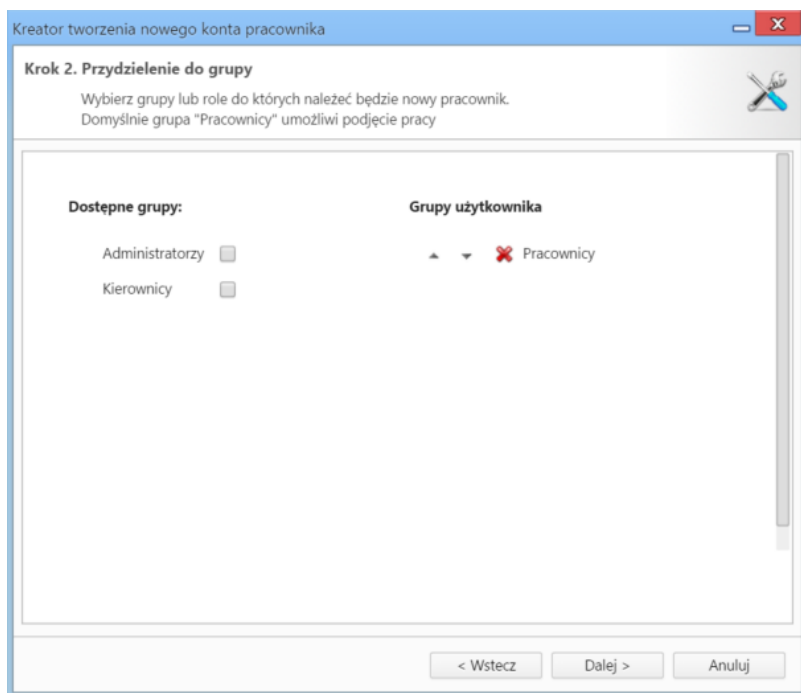 Kreator tworzenia nowego konta pracownika
Krok 2. Przydzielenie do grupy
Wybierz grupy lub role do których należeć będzie nowy pracownik.
Domyślnie grupa "Pracownicy" umożliwi podjęcie pracy
Dostępne grupy:
Grupy użytkownika
Administratorzy
Pracownicy
Kierownicy
< Wstecz
Dalej >
Anuluj